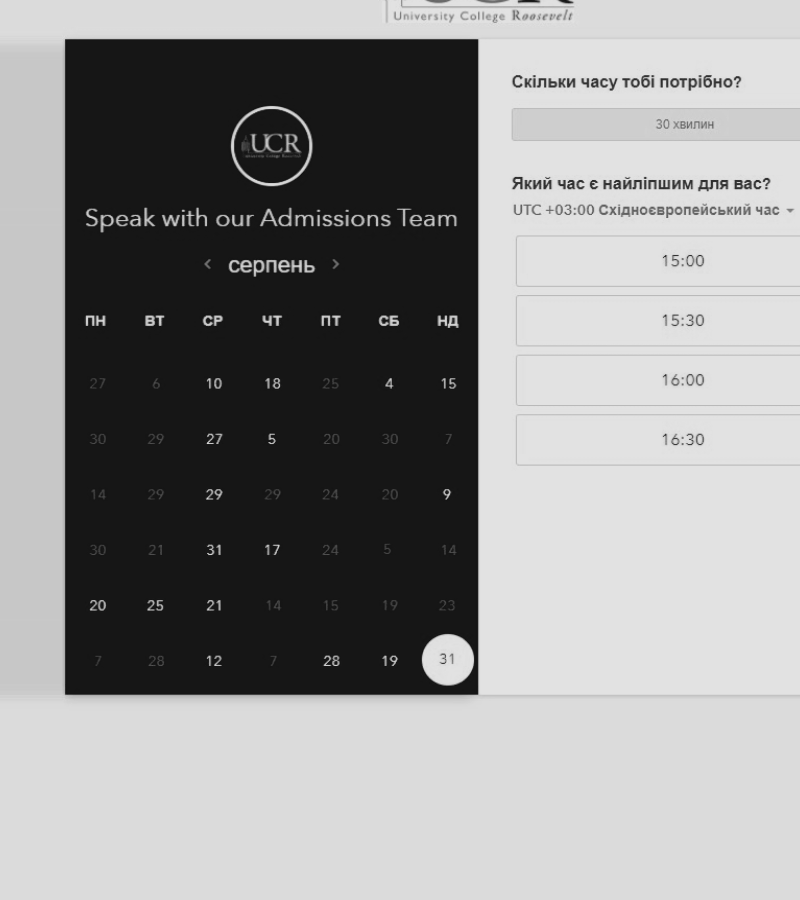 University College Roosevelt
UCR
Speak with our Admissions Team
серпень
ПН ВТ СР ЧТ ПТ СБ НД
27 6 10 18 25 4 15
30 29 27 5 20 30 7
14 29 29 29 24 20 9
30 21 31 17 24 5 14
20 25 21 14 15 19 23
7 28 12 7 28 19 31
Скільки часу тобі потрібно?
30 хвилин
Який час є найліпшим для вас?
UTC +03:00 Східноєвропейський час
15:00
15:30
16:00
16:30